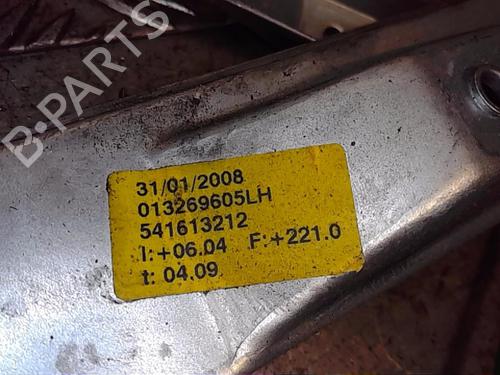 B-PARTS
31/01/2008
013269605LH
541613212
I:+06.04 F:+221.0
t: 04.09